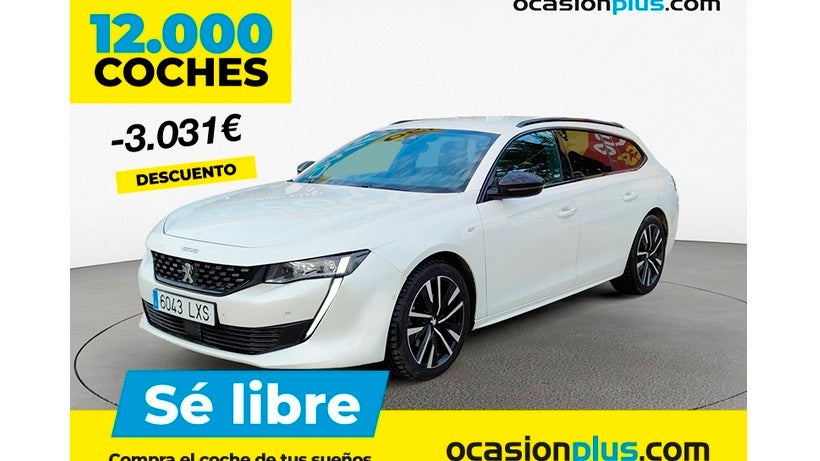 ocasionplus.com
12.000
COCHES
-3.031€
DESCUENTO
508
GT
6043 LXS
Sé libre
Compra el coche de tus sueños
ocasionplus.com